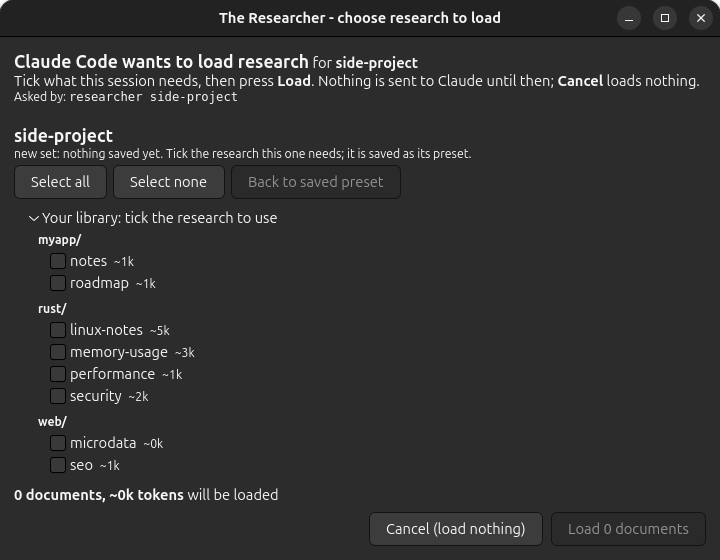 The Researcher - choose research to load
Claude Code wants to load research for side-project
Tick what this session needs, then press Load. Nothing is sent to Claude until then; Cancel loads nothing.
Asked by: researcher side-project
side-project
new set: nothing saved yet. Tick the research this one needs; it is saved as its preset.
Select all Select none Back to saved preset
Your library: tick the research to use
myapp/
notes ~1k
roadmap ~1k
rust/
linux-notes ~5k
memory-usage ~3k
performance ~1k
security ~2k
web/
microdata ~0k
seo ~1k
0 documents, ~0k tokens will be loaded
Cancel (load nothing) Load 0 documents